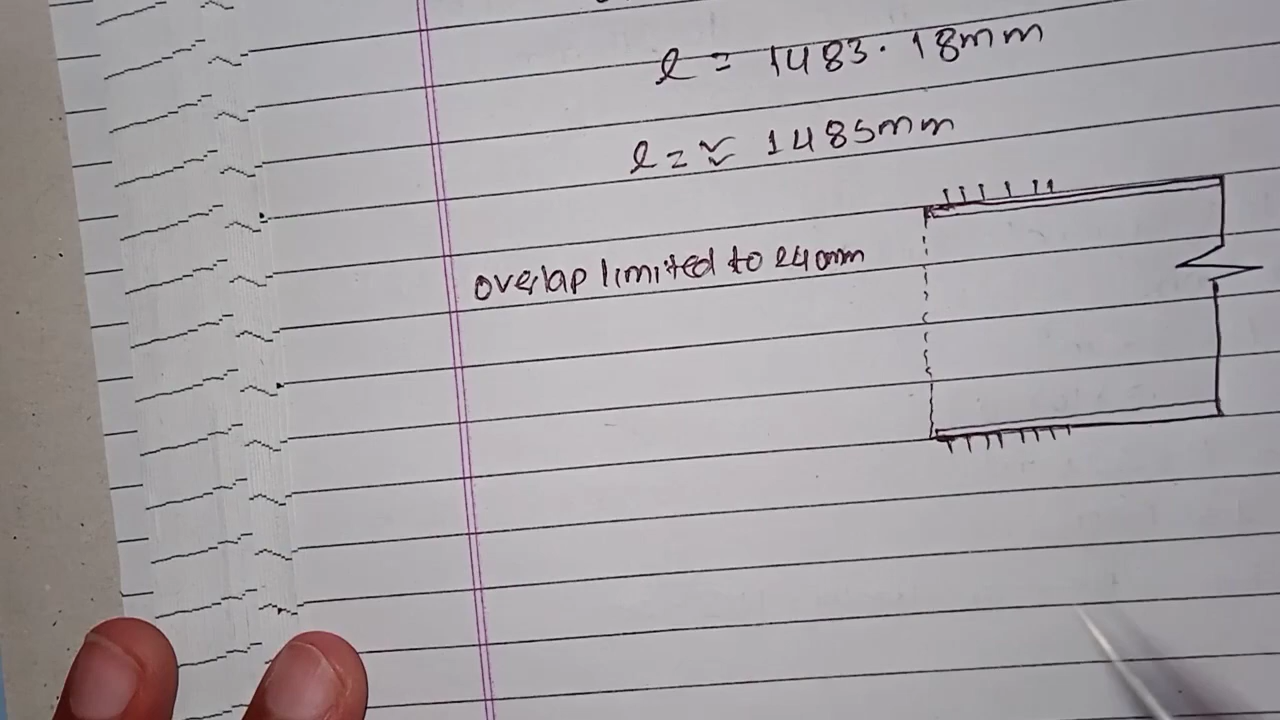 l = 1483.18mm
l = ≈ 1485mm
overlap limited to 240mm